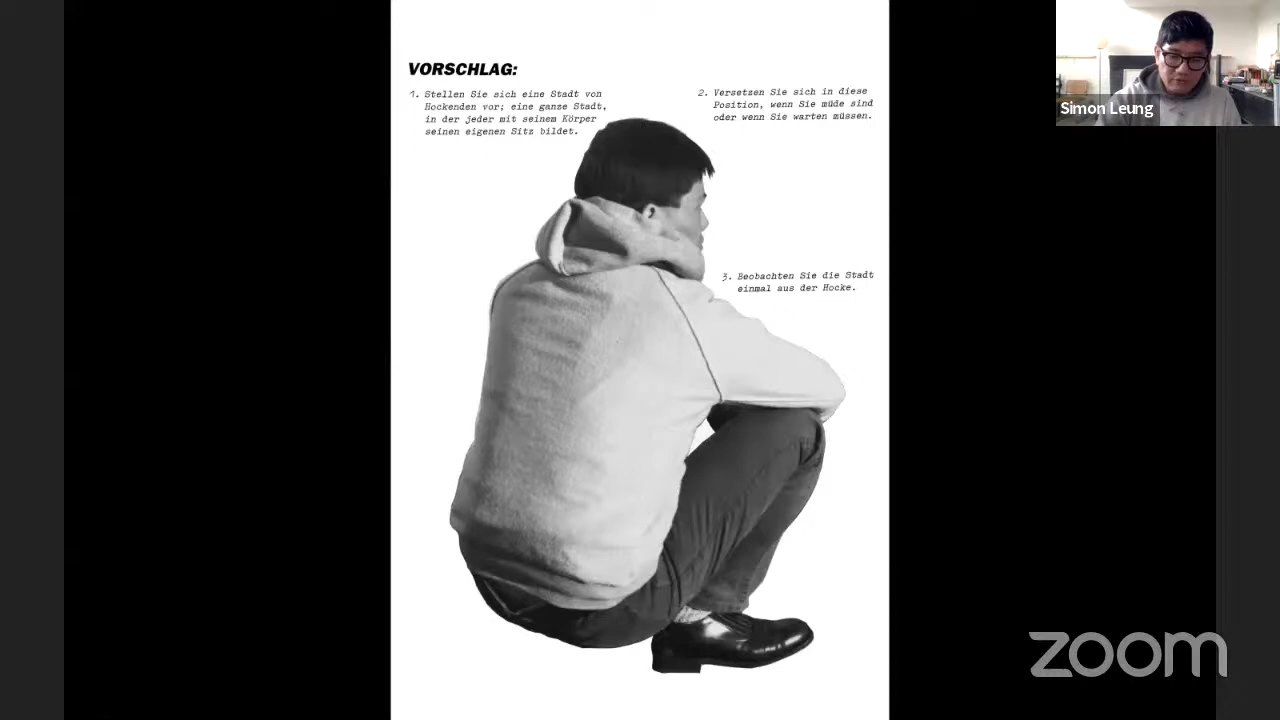 VORSCHLAG:
1. Stellen Sie sich eine Stadt von
Hockenden vor; eine ganze Stadt,
in der jeder mit seinem Körper
seinen eigenen Sitz bildet.
2. Versetzen Sie sich in diese
Position, wenn Sie müde sind
oder wenn Sie warten müssen.
3. Beobachten Sie die Stadt
einmal aus der Hocke.
Simon Leung
zoom